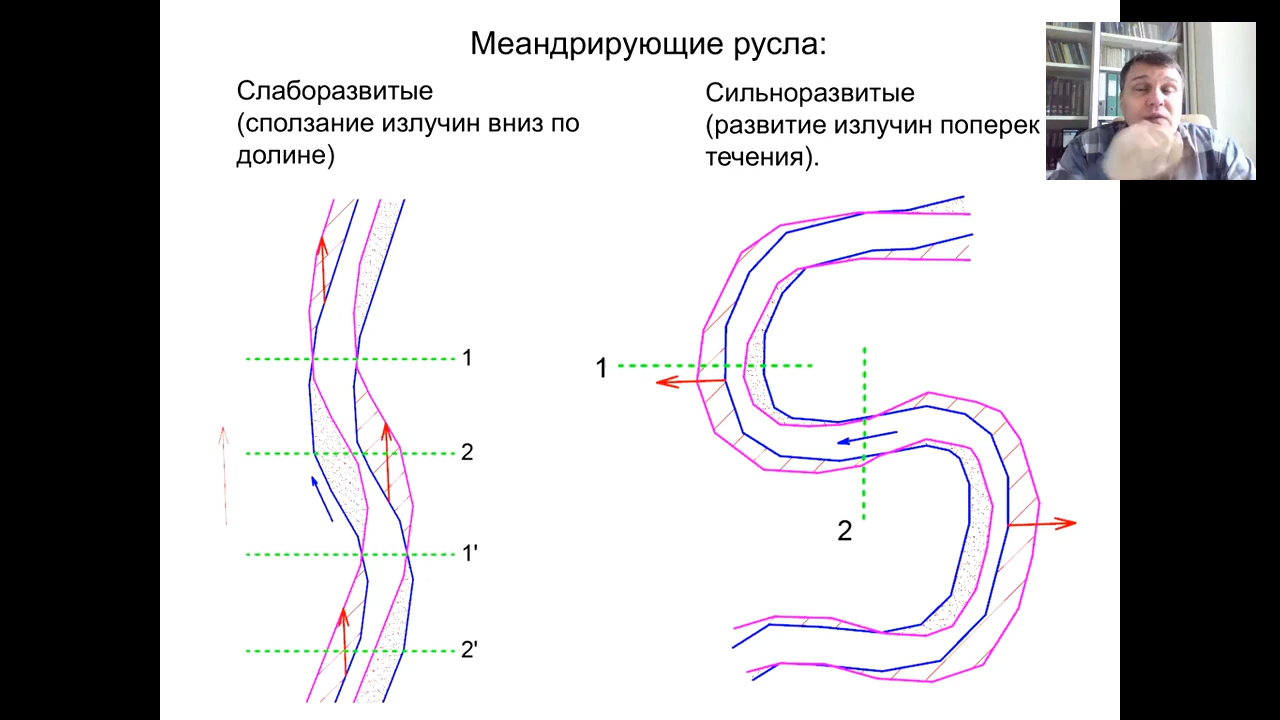 Меандрирующие русла:
Слаборазвитые
(сползание излучин вниз по
долине)
Сильноразвитые
(развитие излучин поперек
течения).
1
2
1'
2'
1
2